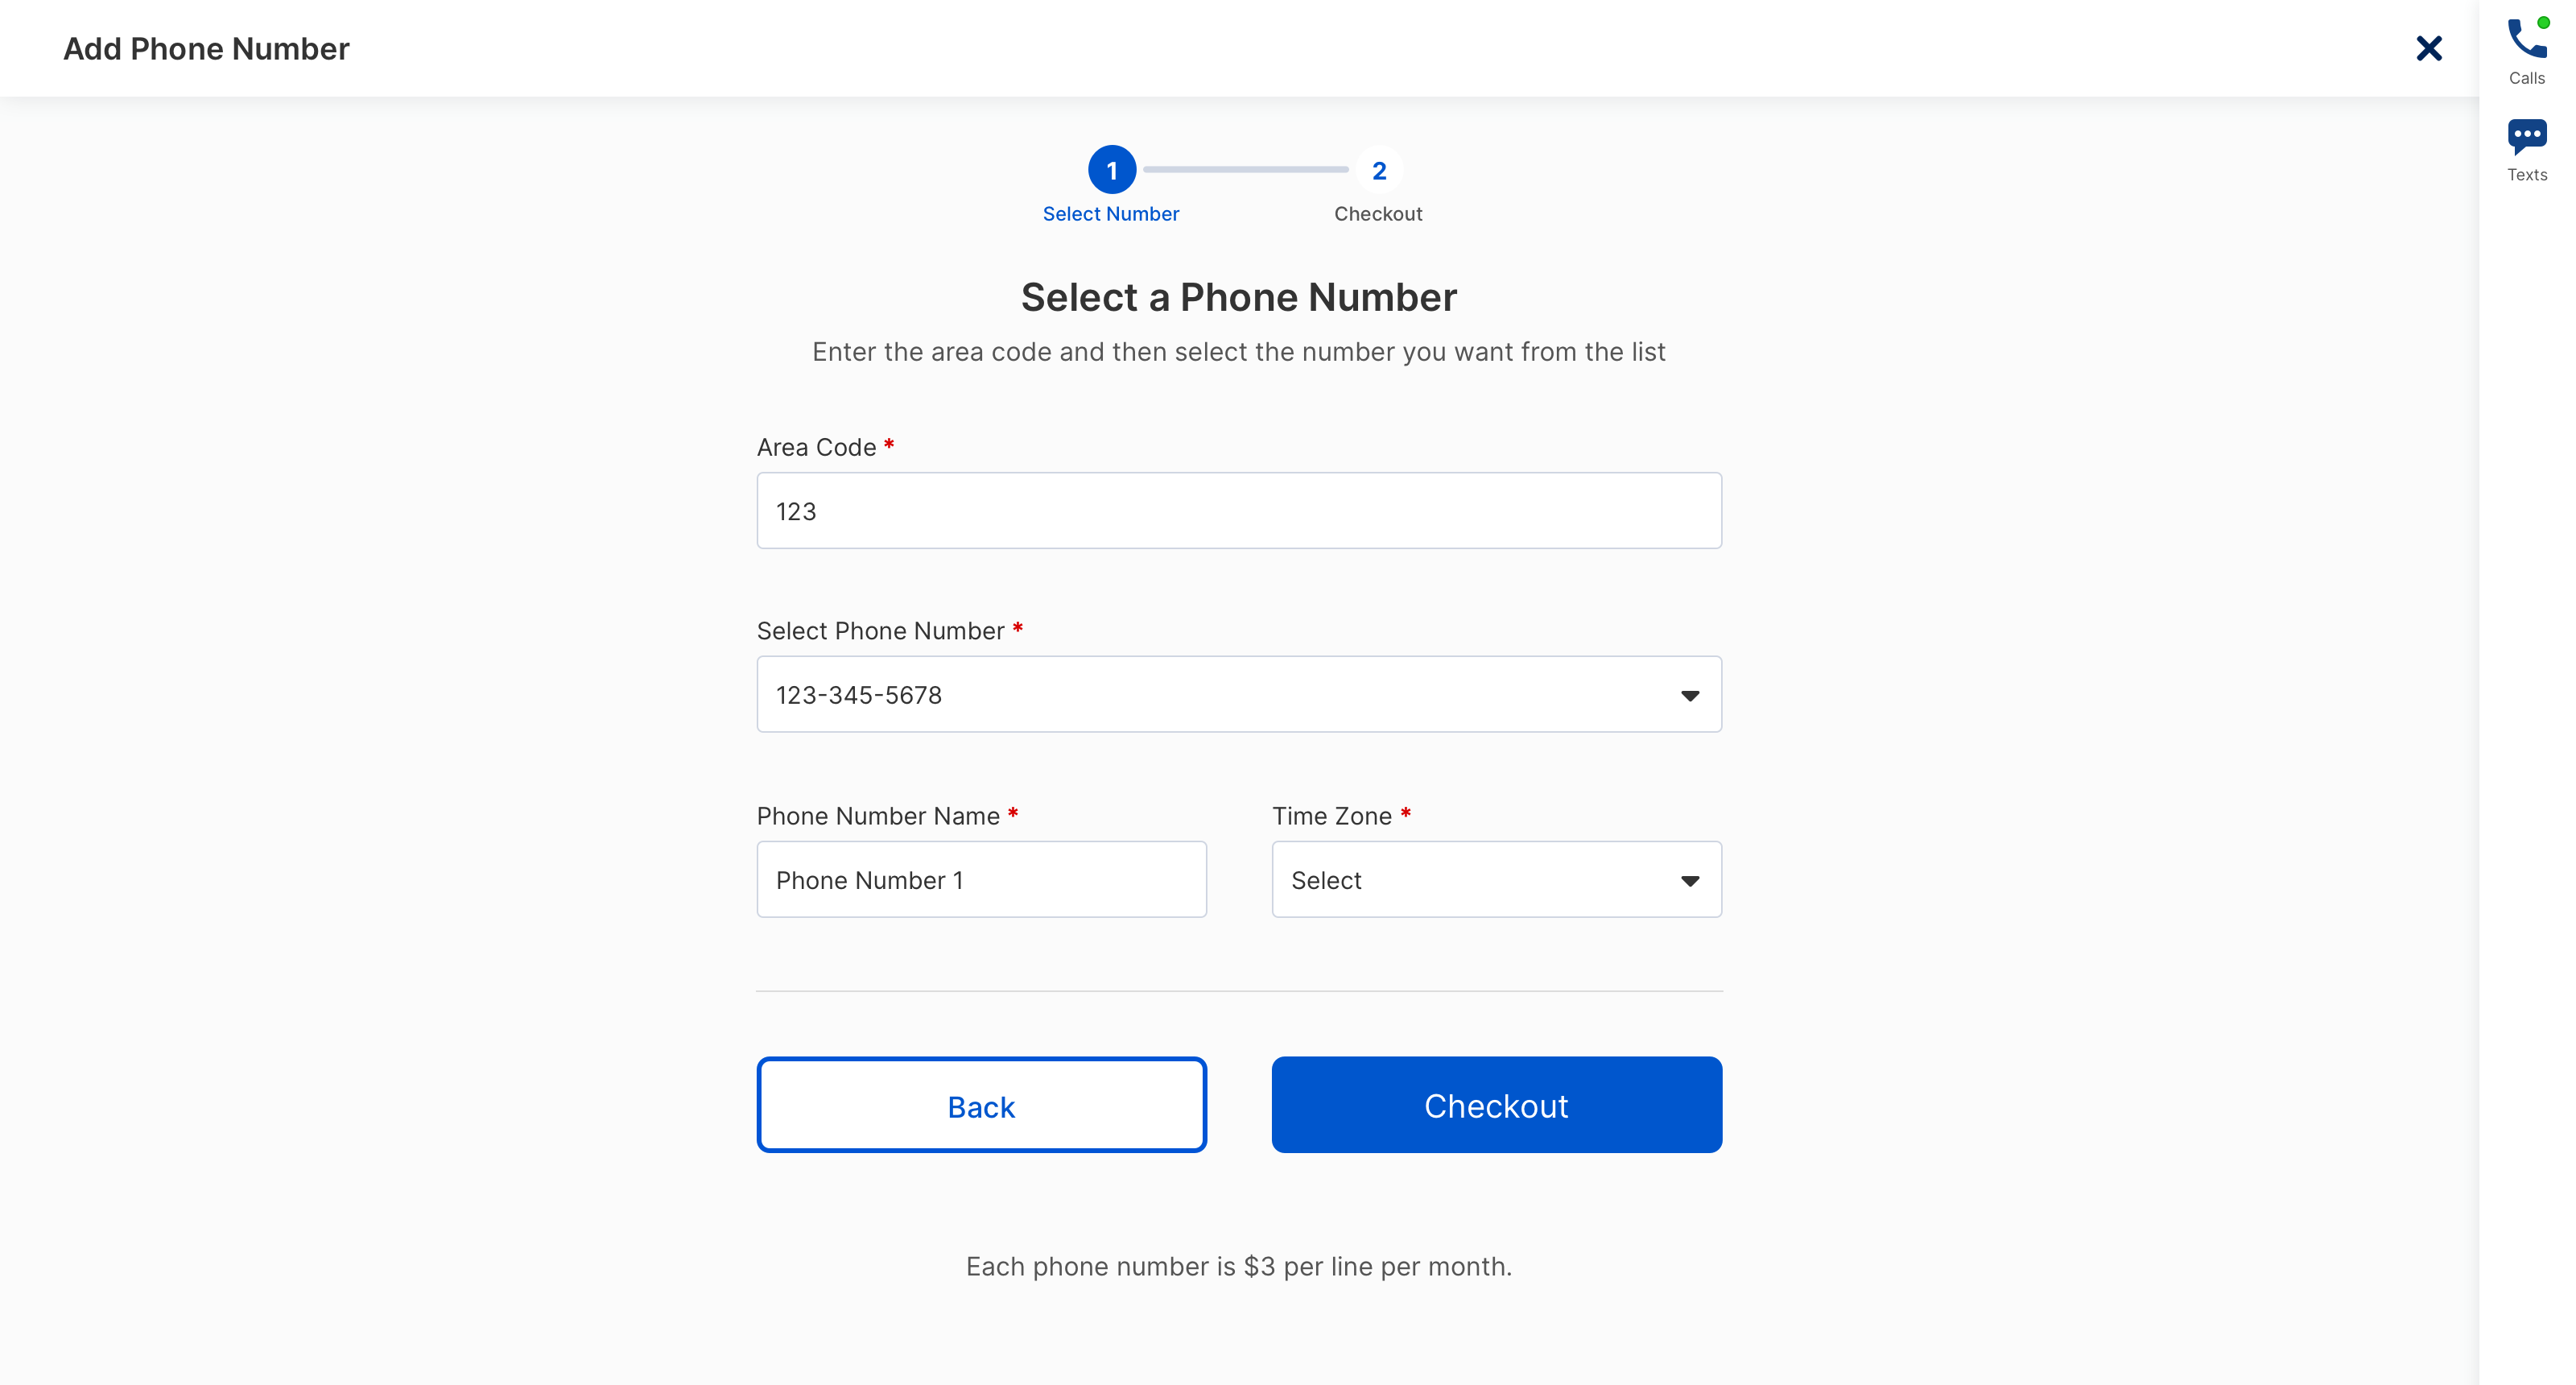 Add Phone Number
Calls
Texts
1
2
Select Number
Checkout
Select a Phone Number
Enter the area code and then select the number you want from the list
Area Code *
123
Select Phone Number *
123-345-5678
Phone Number Name *
Time Zone *
Phone Number 1
Select
Back
Checkout
Each phone number is $3 per line per month.